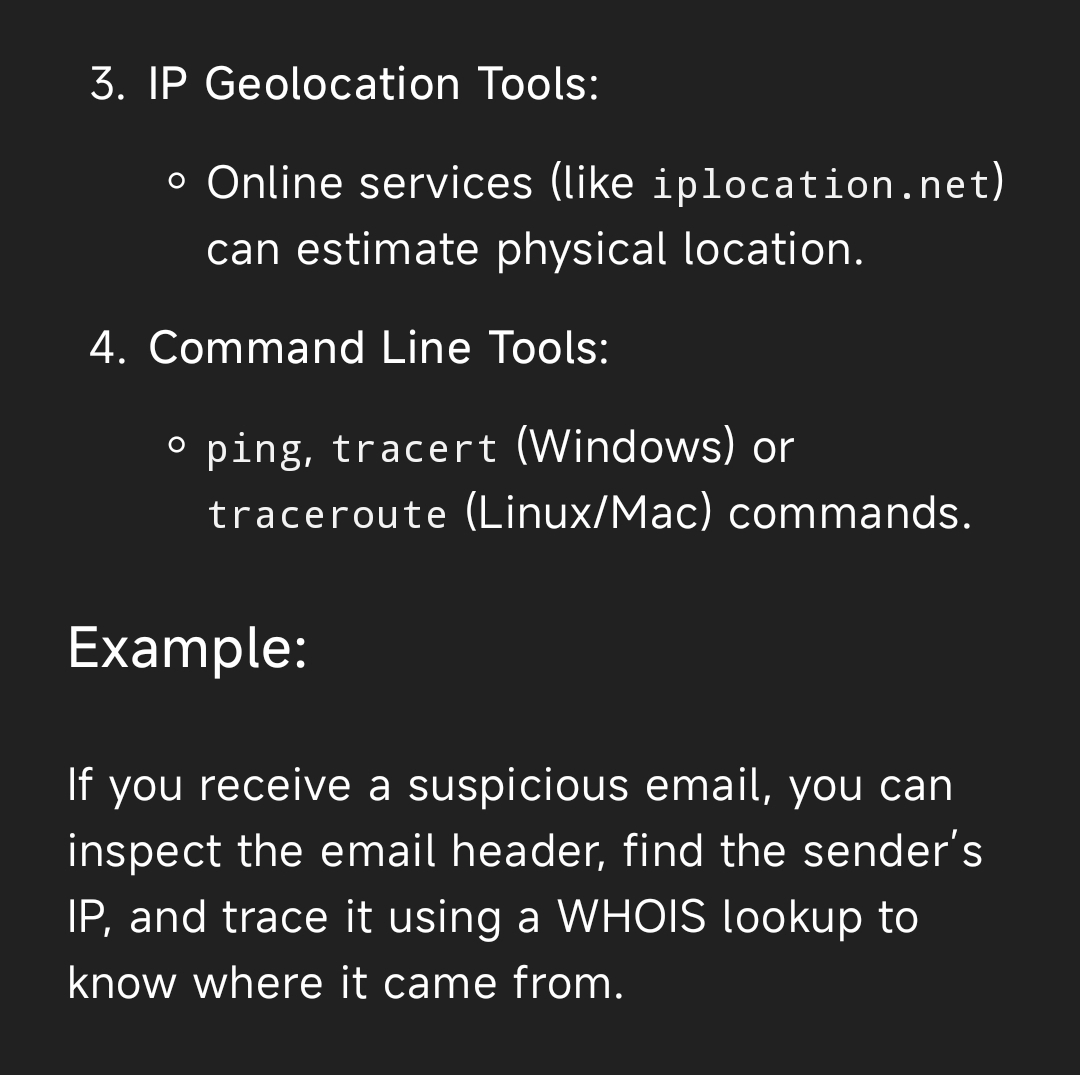 3. IP Geolocation Tools:
Online services (like iplocation.net)
can estimate physical location.
4. Command Line Tools:
ping, tracert (Windows) or
traceroute (Linux/Mac) commands.
Example:
If you receive a suspicious email, you can
inspect the email header, find the sender’s
IP, and trace it using a WHOIS lookup to
know where it came from.